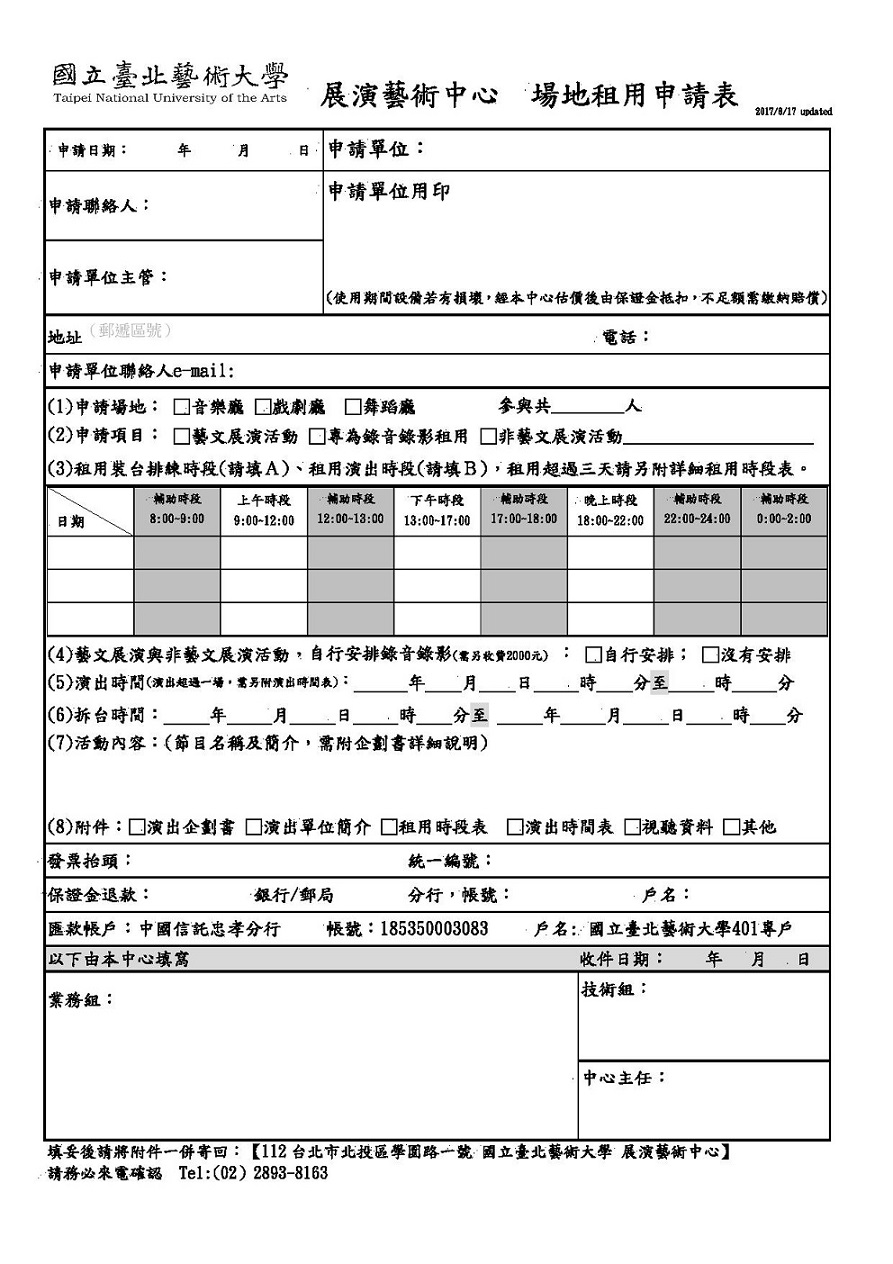 國立臺北藝術大學
Taipei National University of the Arts
展演藝術中心 場地租用申請表
2017/8/17 updated
申請日期： 年 月 日
申請單位：
申請聯絡人：
申請單位用印
申請單位主管：
(使用期間設備若有損壞，經本中心估價後由保證金抵扣，不足額需繳納賠償)
地址（郵遞區號） 電話：
申請單位聯絡人e-mail:
(1)申請場地：□音樂廳 □戲劇廳 □舞蹈廳 參與共________人
(2)申請項目：□藝文展演活動 □專為錄音錄影租用 □非藝文展演活動____________________
(3)租用裝台排練時段(請填A)、租用演出時段(請填B)，租用超過三天請另附詳細租用時段表。
日期 輔助時段 上午時段 輔助時段 下午時段 輔助時段 晚上時段 輔助時段 輔助時段
8:00~9:00 9:00~12:00 12:00~13:00 13:00~17:00 17:00~18:00 18:00~22:00 22:00~24:00 0:00~2:00
(4)藝文展演與非藝文展演活動，自行安排錄音錄影(需另收費2000元) ：□自行安排；□沒有安排
(5)演出時間(演出超過一場，需另附演出時間表)：______年____月____日_____時_____分至_____時_____分
(6)拆台時間：_____年_____月_____日_____時____分至 _____年_____月_____日_____時_____分
(7)活動內容：(節目名稱及簡介，需附企劃書詳細說明)
(8)附件：□演出企劃書 □演出單位簡介 □租用時段表 □演出時間表 □視聽資料 □其他
發票抬頭： 統一編號：
保證金退款： 銀行/郵局 分行，帳號： 戶名：
匯款帳戶：中國信託忠孝分行 帳號：185350003083 戶名: 國立臺北藝術大學401專戶
以下由本中心填寫 收件日期： 年 月 日
業務組：
技術組：
中心主任：
填妥後請將附件一併寄回：【112 台北市北投區學園路一號 國立臺北藝術大學 展演藝術中心】
請務必來電確認 Tel:(02) 2893-8163